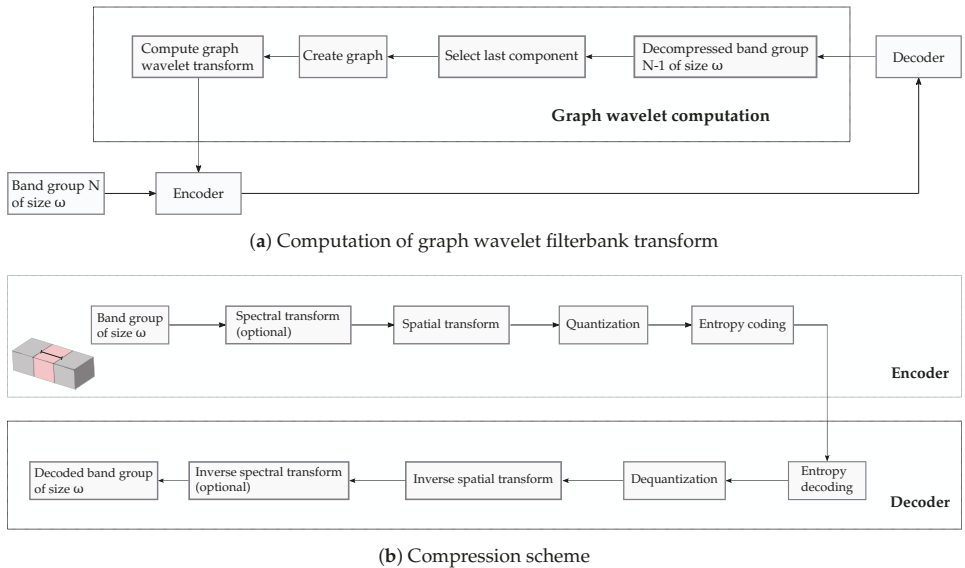 Compute graph
wavelet transform
Create graph
Select last component
Decompressed band group
N-1 of size ω
Decoder
Graph wavelet computation
Band group N
of size ω
Encoder
(a) Computation of graph wavelet filterbank transform
Band group
of size ω
Spectral transform
(optional)
Spatial transform
Quantization
Entropy coding
Encoder
Decoded band group
of size ω
Inverse spectral transform
(optional)
Inverse spatial transform
Dequantization
Entropy
decoding
Decoder
(b) Compression scheme